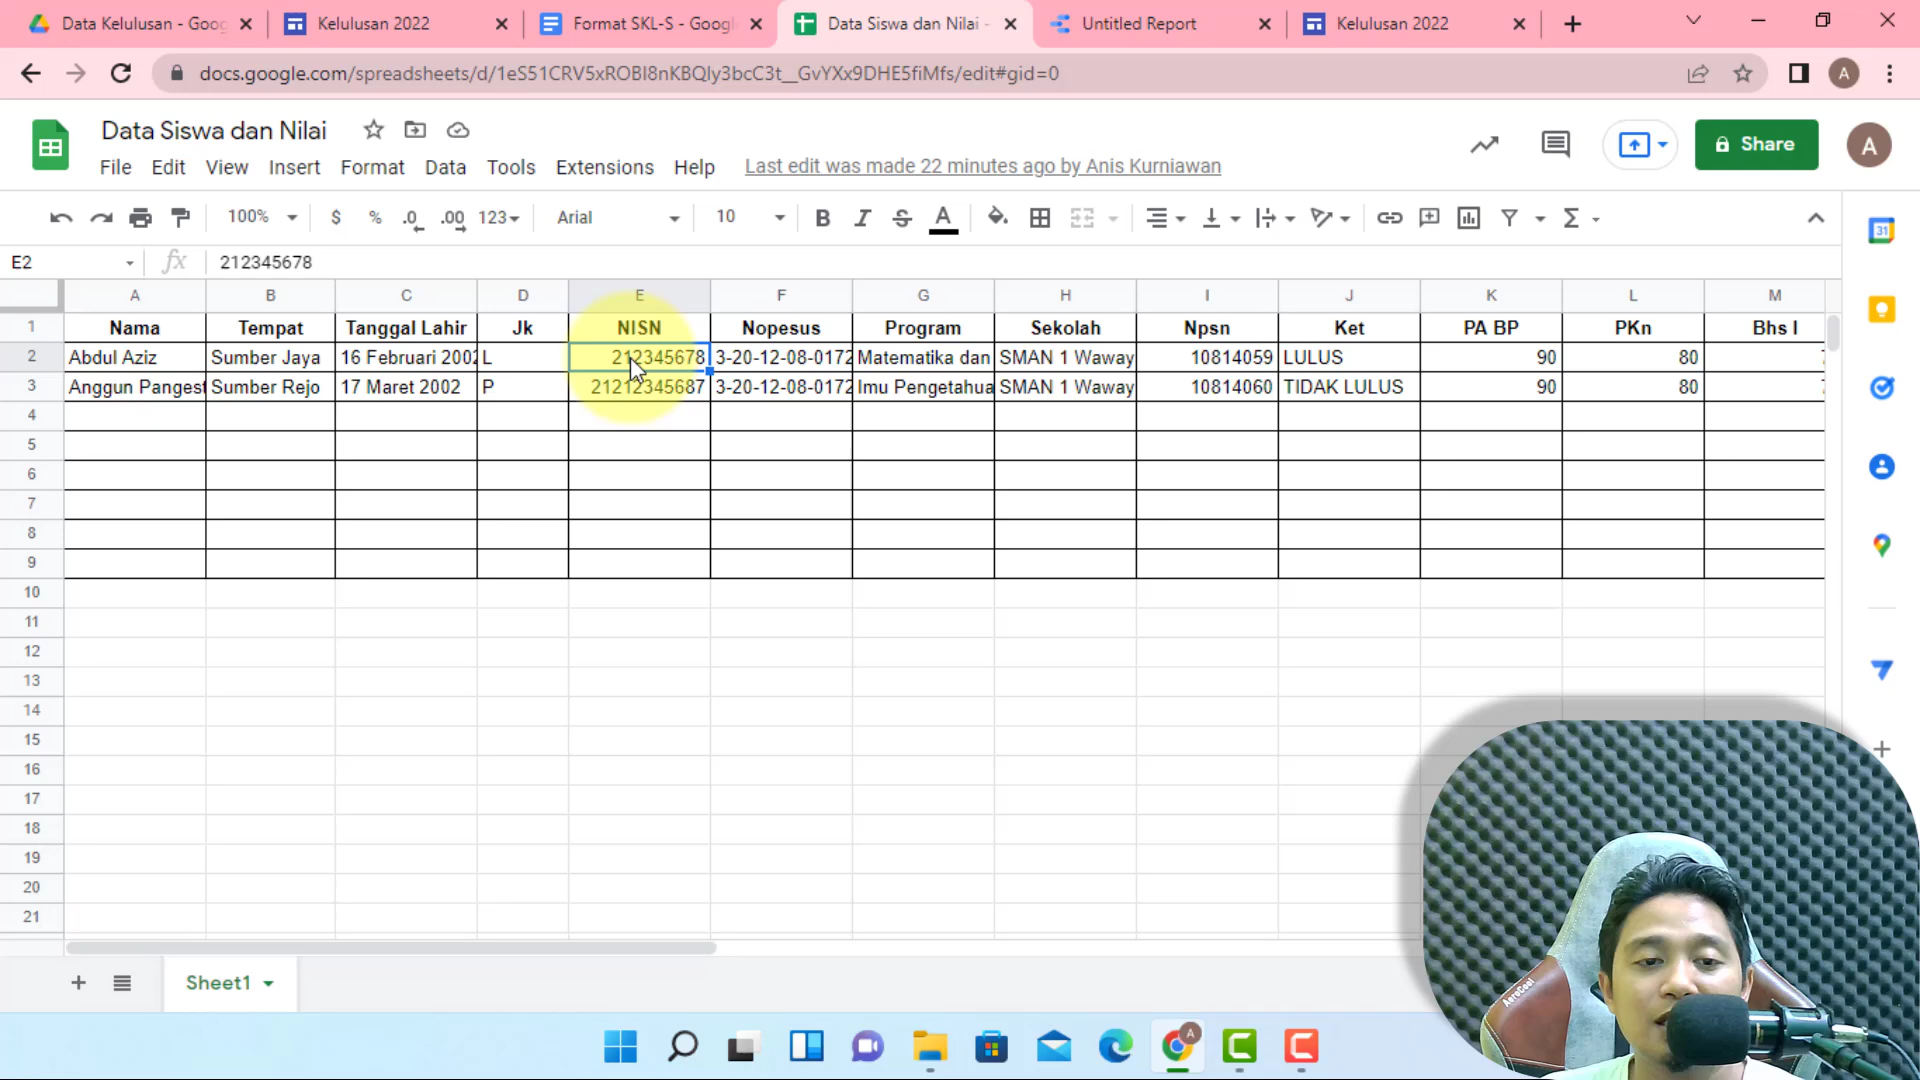 Data Kelulusan - Goog
Kelulusan 2022
Format SKL-S - Googl
Data Siswa dan Nilai -
Untitled Report
Kelulusan 2022
docs.google.com/spreadsheets/d/1eS51CRV5xROBI8nKBQly3bcC3t__GvYXx9DHE5fiMfs/edit#gid=0
A
Data Siswa dan Nilai
Share
A
File Edit View Insert Format Data Tools Extensions Help Last edit was made 22 minutes ago by Anis Kurniawan
100% $ % .0 .00 123 Arial 10 B I S A
31
E2 fx 212345678
A B C D E F G H I J K L M
1 Nama Tempat Tanggal Lahir Jk NISN Nopesus Program Sekolah Npsn Ket PA BP PKn Bhs I
2 Abdul Aziz Sumber Jaya 16 Februari 2002 L 212345678 3-20-12-08-0172 Matematika dan SMAN 1 Waway 10814059 LULUS 90 80
3 Anggun Pangest Sumber Rejo 17 Maret 2002 P 21212345687 3-20-12-08-0172 Imu Pengetahua SMAN 1 Waway 10814060 TIDAK LULUS 90 80
4
5
6
7
8
9
10
11
12
13
14
15
16
17
18
19
20
21
Sheet1
AeroCool
A